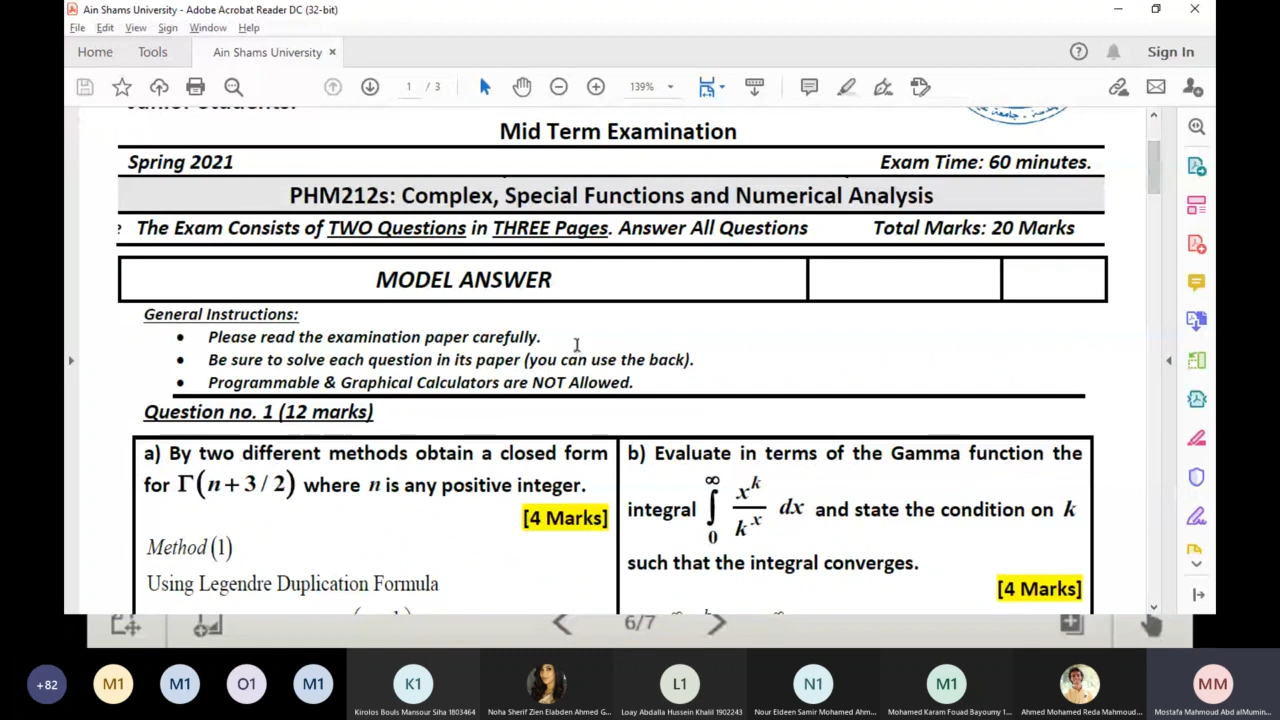 Ain Shams University - Adobe Acrobat Reader DC (32-bit)
File Edit View Sign Window Help
Home Tools Ain Shams University × Sign In
1 / 3 139%
Junior Students.
Mid Term Examination
Spring 2021 Exam Time: 60 minutes.
PHM212s: Complex, Special Functions and Numerical Analysis
The Exam Consists of TWO Questions in THREE Pages. Answer All Questions Total Marks: 20 Marks
MODEL ANSWER
General Instructions:
• Please read the examination paper carefully.
• Be sure to solve each question in its paper (you can use the back).
• Programmable & Graphical Calculators are NOT Allowed.
Question no. 1 (12 marks)
a) By two different methods obtain a closed form
for Γ(n+3/2) where n is any positive integer.
[4 Marks]
Method (1)
Using Legendre Duplication Formula
b) Evaluate in terms of the Gamma function the
integral ∫₀^∞ x^k / k^x dx and state the condition on k
such that the integral converges.
[4 Marks]
6/7
+82 M1 M1 O1 M1 K1 L1 N1 M1 MM
Kirolos Bouls Mansour Siha 1803464
Noha Sherif Zien Elabden Ahmed G...
Loay Abdalla Hussein Khalil 1902243
Nour Eldeen Samir Mohamed Ahm...
Mohamed Karam Fouad Bayoumy 1...
Ahmed Mohamed Reda Mahmoud...
Mostafa Mahmoud Abd alMumin...